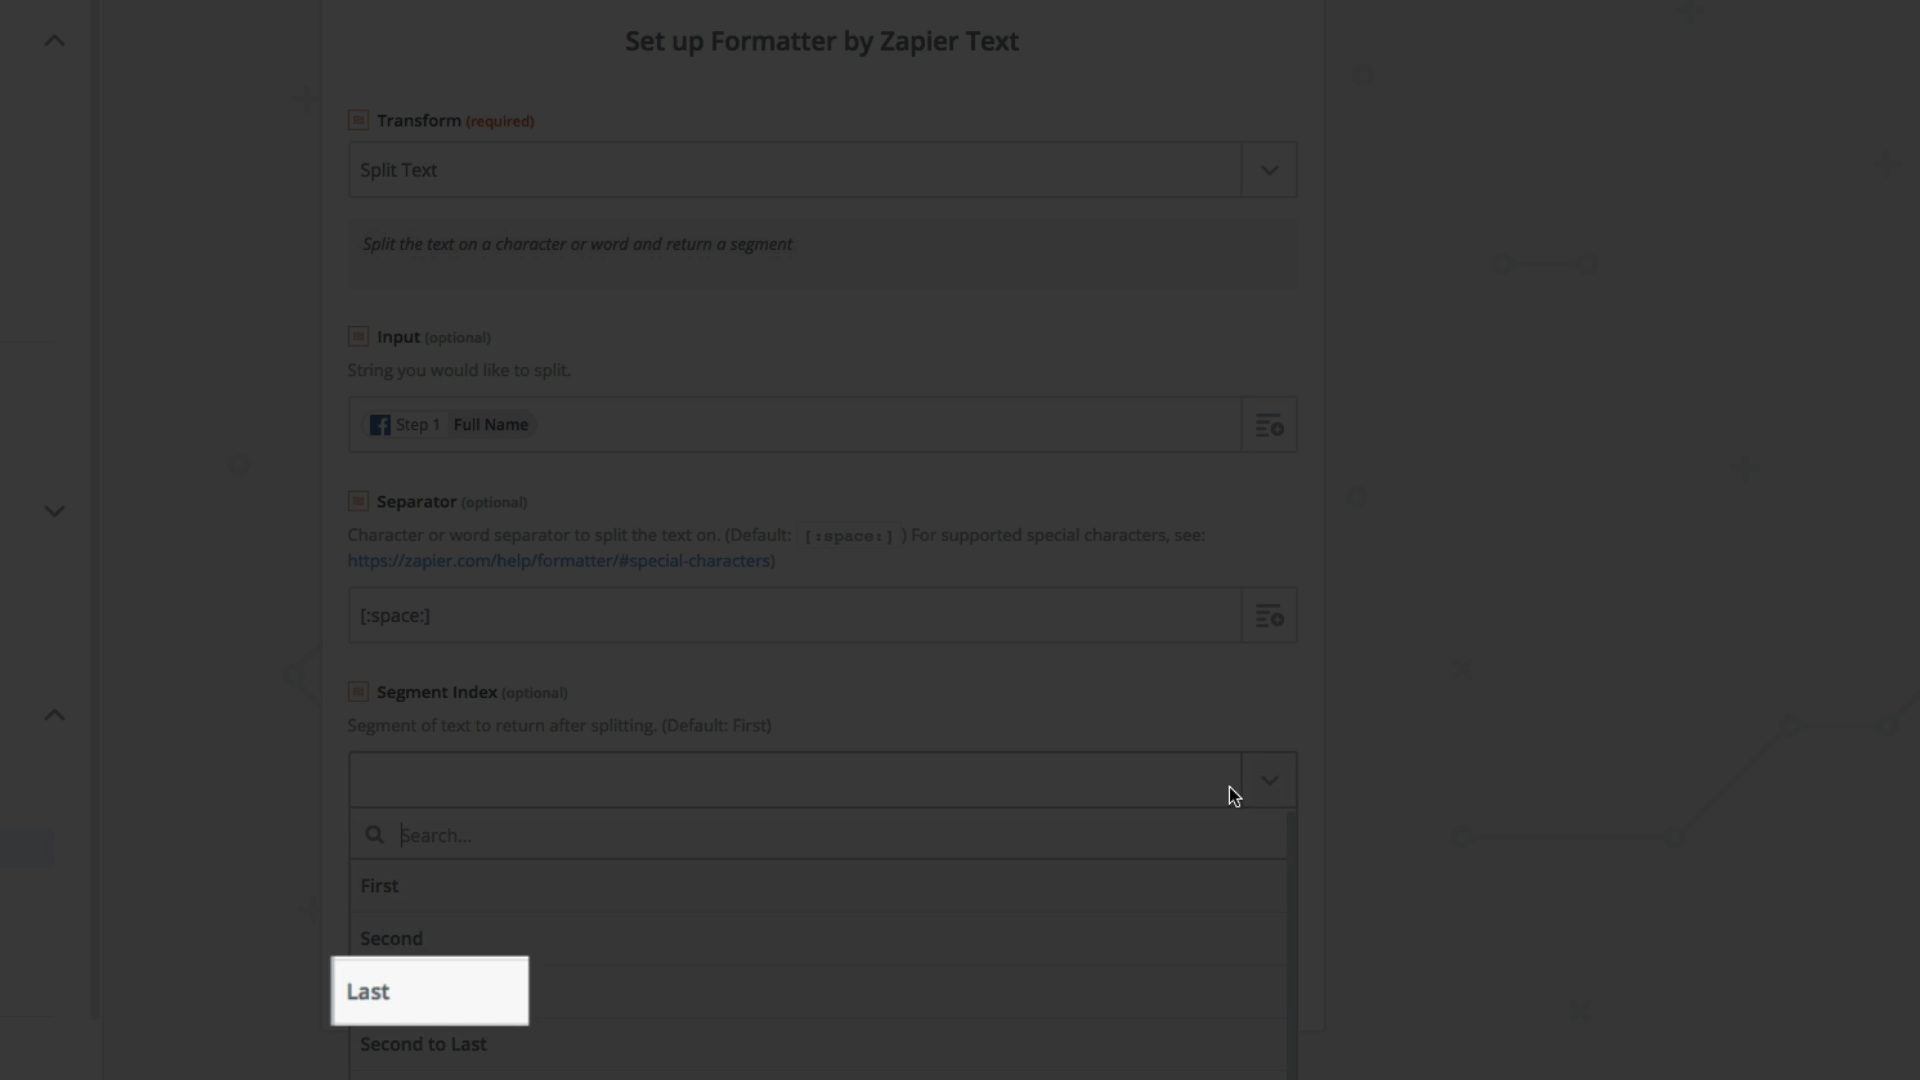 Set up Formatter by Zapier Text
Transform (required)
Split Text
Split the text on a character or word and return a segment
Input (optional)
String you would like to split.
Step 1 Full Name
Separator (optional)
Character or word separator to split the text on. (Default: [:space:] ) For supported special characters, see:
https://zapier.com/help/formatter/#special-characters)
[:space:]
Segment Index (optional)
Segment of text to return after splitting. (Default: First)
Search...
First
Second
Last
Second to Last